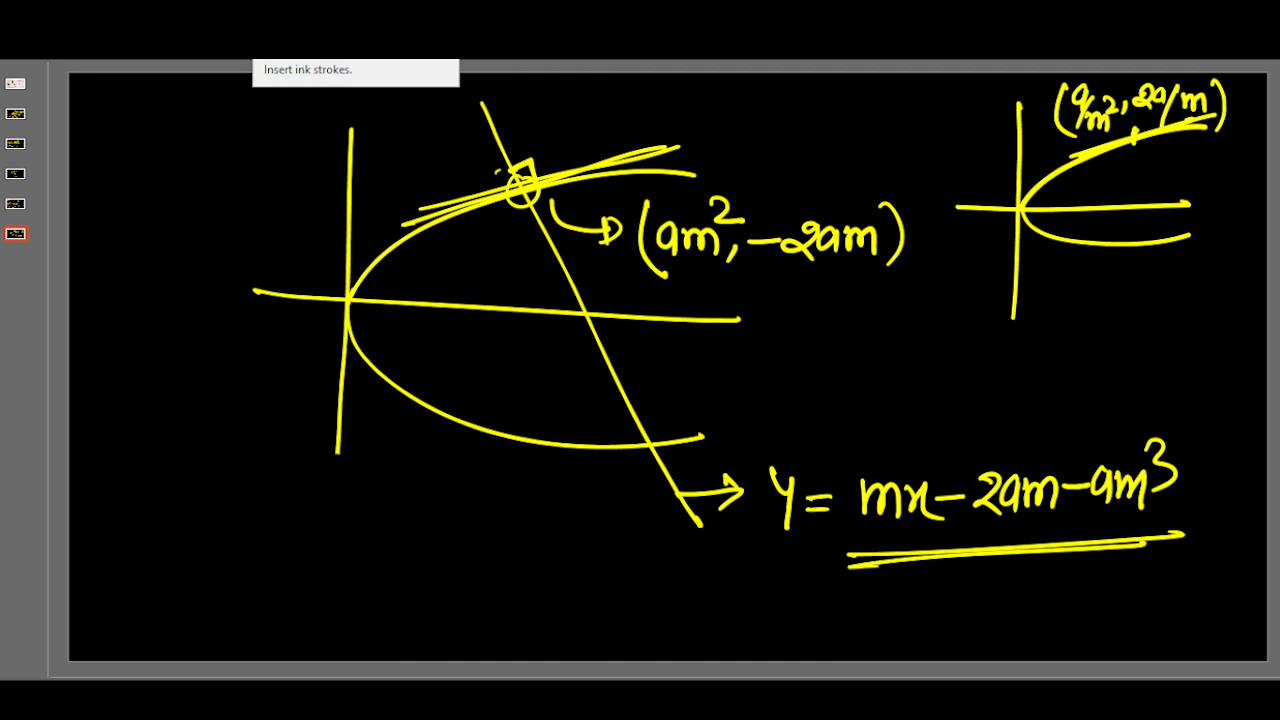 Insert ink strokes.
(a/m², 2a/m)
(am², -2am)
y = mx - 2am - am³